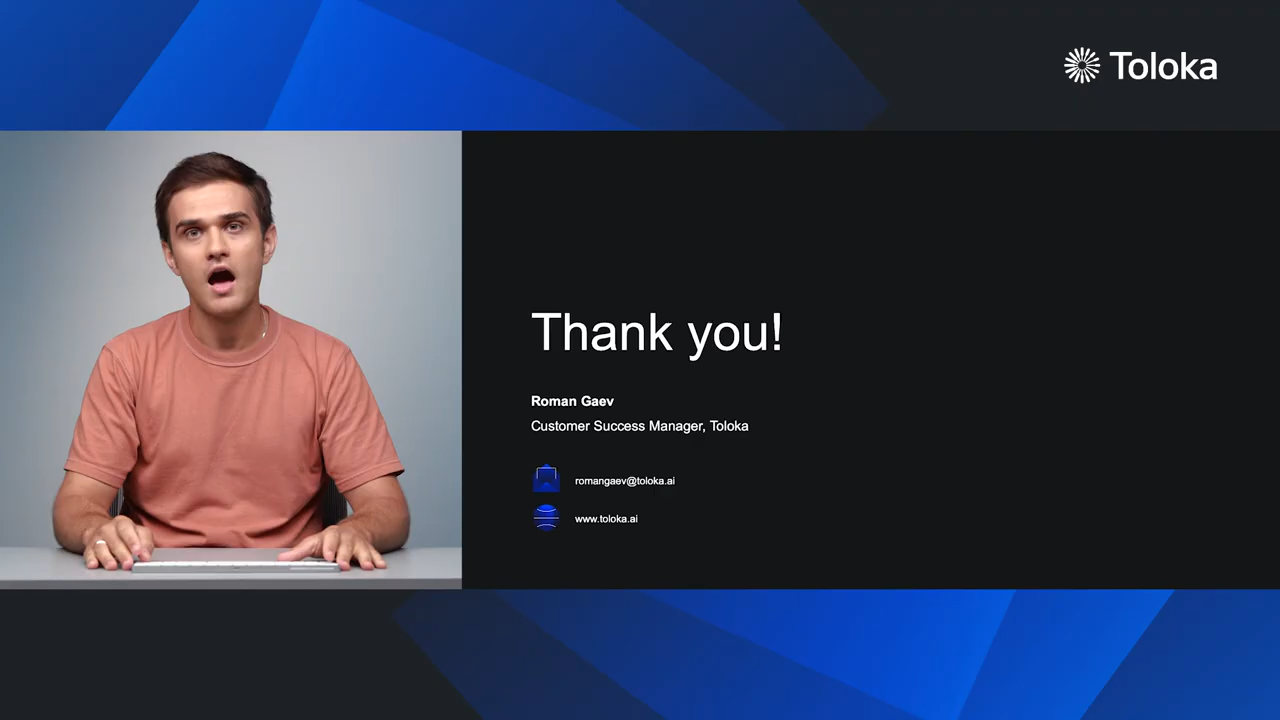 Toloka
Thank you!
Roman Gaev
Customer Success Manager, Toloka
romangaev@toloka.ai
www.toloka.ai